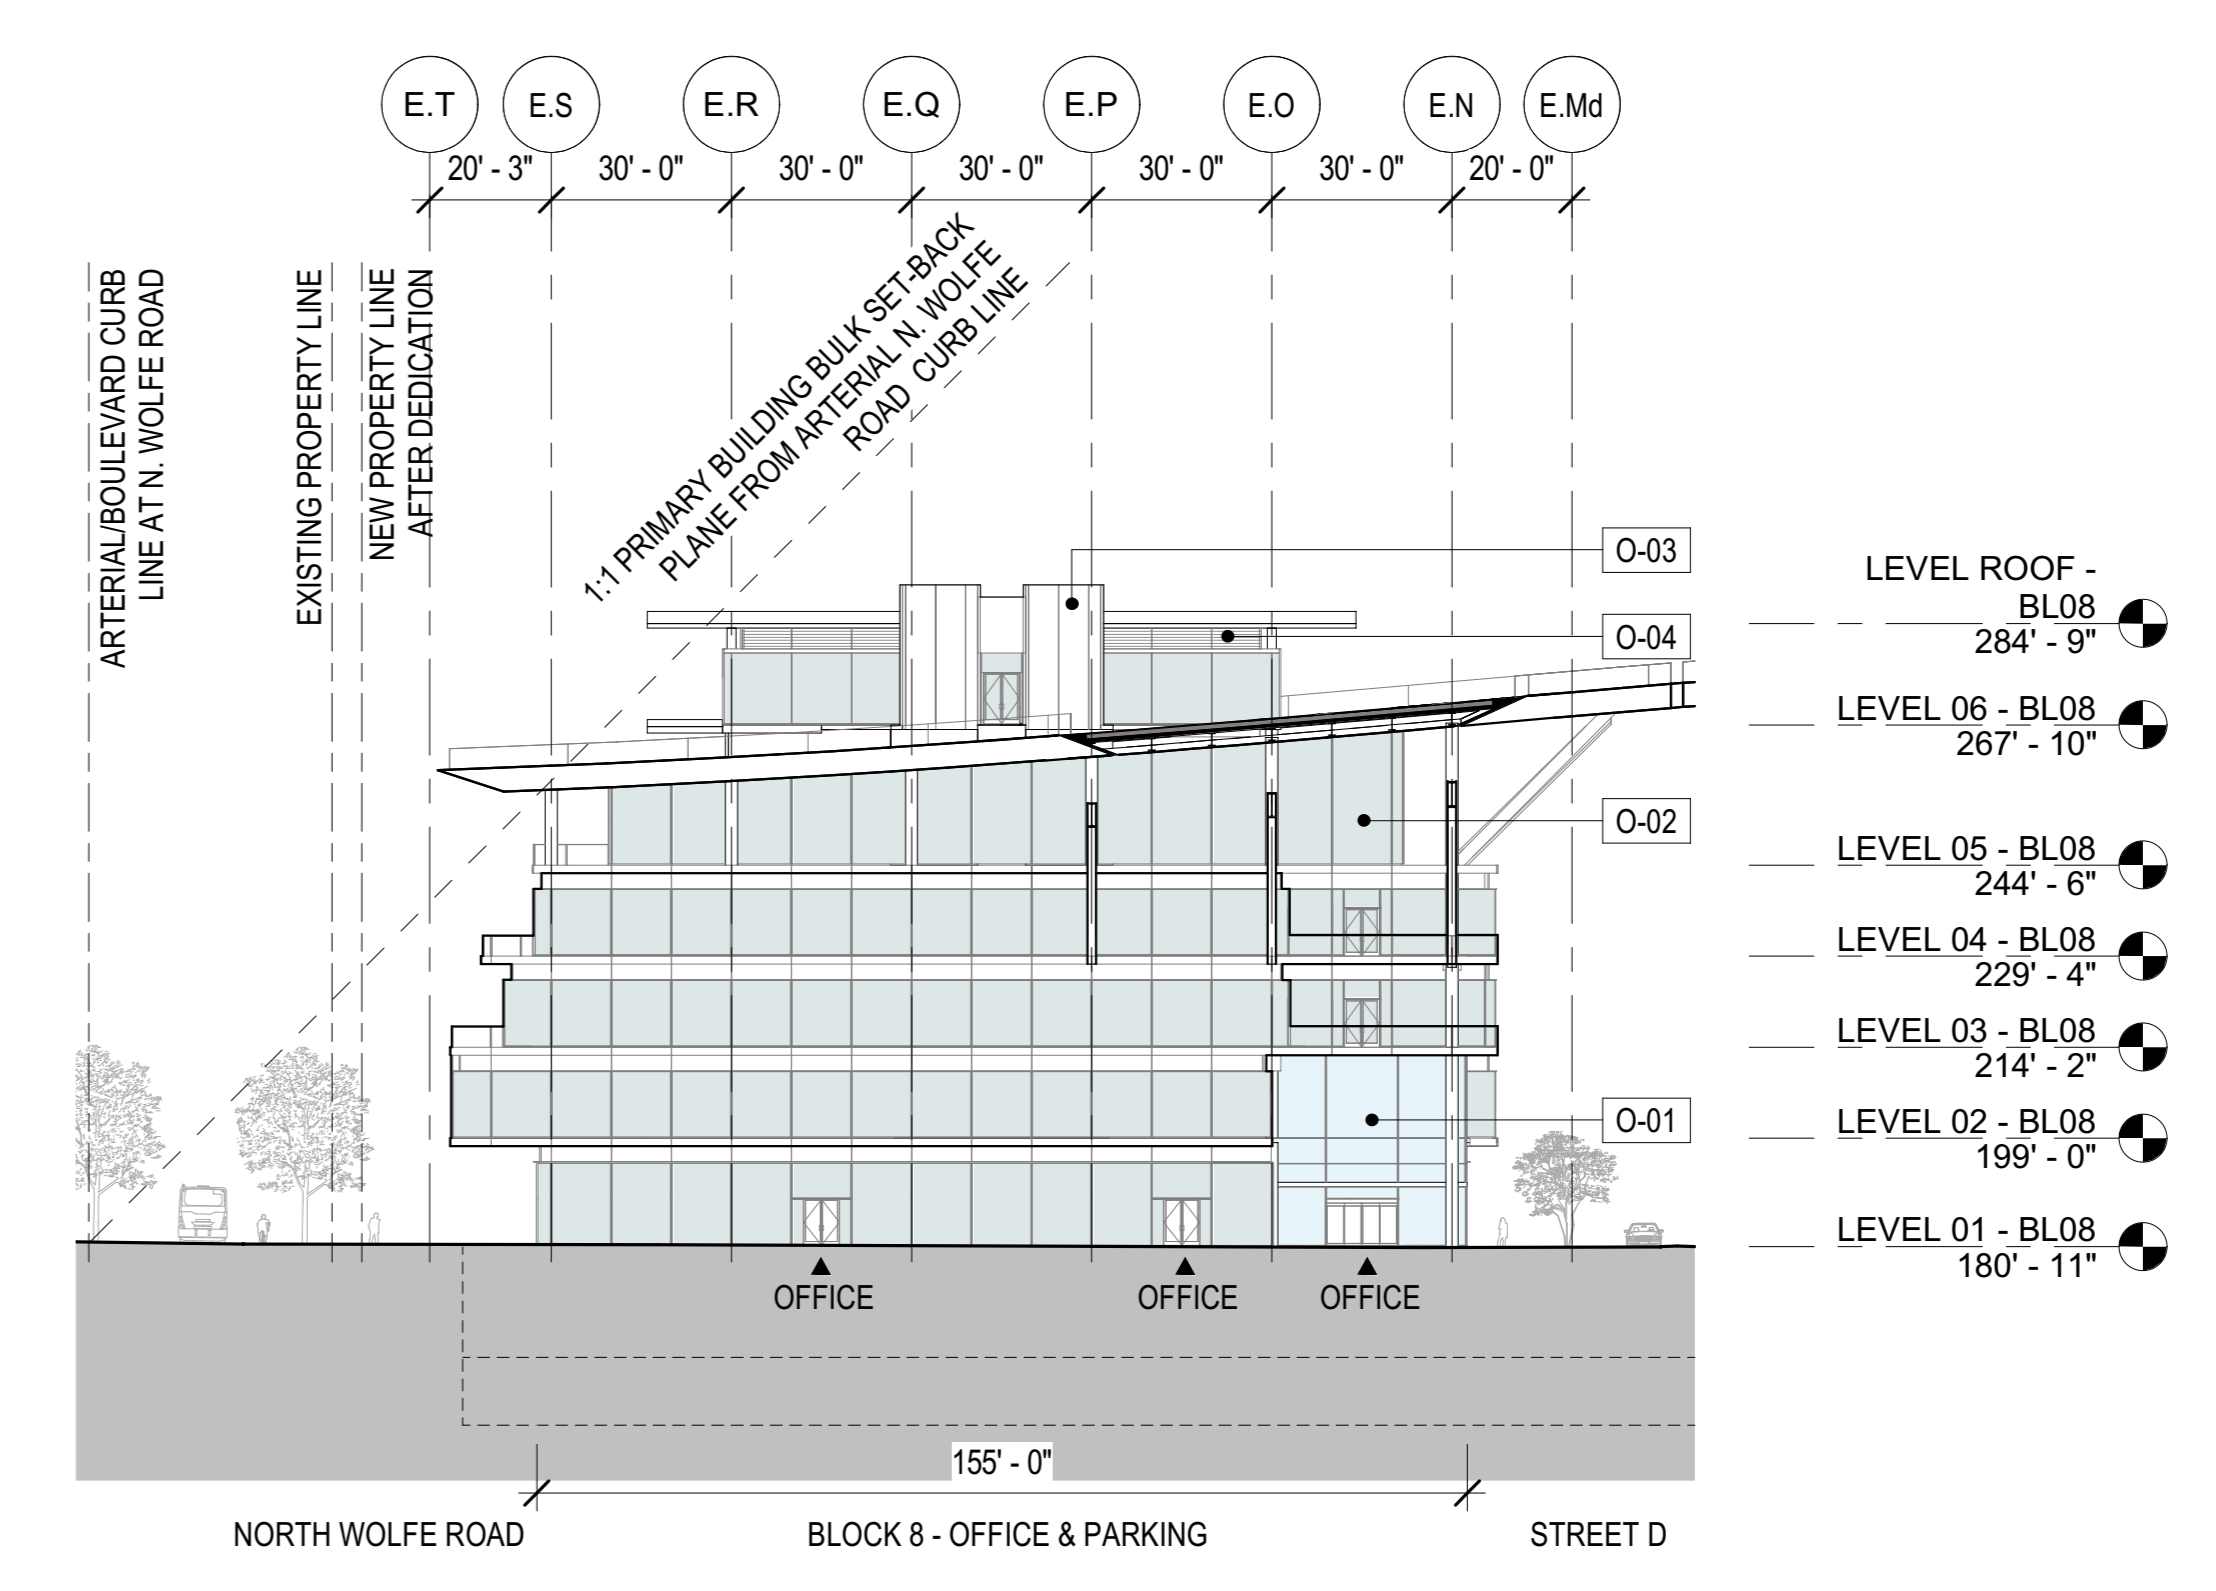 E.T E.S E.R E.Q E.P E.O E.N E.Md
20' - 3" 30' - 0" 30' - 0" 30' - 0" 30' - 0" 30' - 0" 20' - 0"
ARTERIAL/BOULEVARD CURB
LINE AT N. WOLFE ROAD
EXISTING PROPERTY LINE
NEW PROPERTY LINE
AFTER DEDICATION
1:1 PRIMARY BUILDING BULK SET-BACK
PLANE FROM ARTERIAL N. WOLFE
ROAD CURB LINE
O-03
O-04
O-02
O-01
LEVEL ROOF -
BL08
284' - 9"
LEVEL 06 - BL08
267' - 10"
LEVEL 05 - BL08
244' - 6"
LEVEL 04 - BL08
229' - 4"
LEVEL 03 - BL08
214' - 2"
LEVEL 02 - BL08
199' - 0"
LEVEL 01 - BL08
180' - 11"
OFFICE OFFICE OFFICE
155' - 0"
NORTH WOLFE ROAD BLOCK 8 - OFFICE & PARKING STREET D